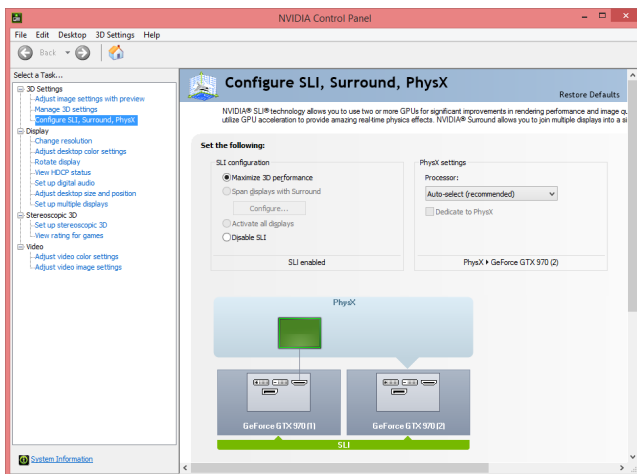 NVIDIA Control Panel
File Edit Desktop 3D Settings Help
Back
Select a Task...
3D Settings
Adjust image settings with preview
Manage 3D settings
Configure SLI, Surround, PhysX
Display
Change resolution
Adjust desktop color settings
Rotate display
View HDCP status
Set up digital audio
Adjust desktop size and position
Set up multiple displays
Stereoscopic 3D
Set up stereoscopic 3D
View rating for games
Video
Adjust video color settings
Adjust video image settings
System Information
Configure SLI, Surround, PhysX
Restore Defaults
NVIDIA® SLI® technology allows you to use two or more GPUs for significant improvements in rendering performance and image qu
utilize GPU acceleration to provide amazing real-time physics effects. NVIDIA® Surround allows you to join multiple displays into a si
Set the following:
SLI configuration
Maximize 3D performance
Span displays with Surround
Configure...
Activate all displays
Disable SLI
SLI enabled
PhysX settings
Processor:
Auto-select (recommended)
Dedicate to PhysX
PhysX ▸ GeForce GTX 970 (2)
PhysX
GeForce GTX 970 (1)
GeForce GTX 970 (2)
SLI